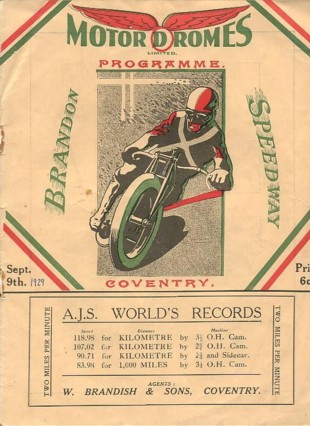 MOTOR DROMES
LIMITED.
PROGRAMME.
BRANDON
SPEEDWAY
Sept.
9th. 1929
COVENTRY.
A.J.S. WORLD'S RECORDS
TWO MILES PER MINUTE
Speed Distance Machine
118.98 for KILOMETRE by 3½ O.H. Cam.
107.02 for KILOMETRE by 2¾ O.H. Cam.
90.71 for KILOMETRE by 2¾ and Sidecar.
83.98 for 1,000 MILES by 3½ O.H. Cam.
TWO MILES PER MINUTE
AGENTS:
W. BRANDISH & SONS, COVENTRY.